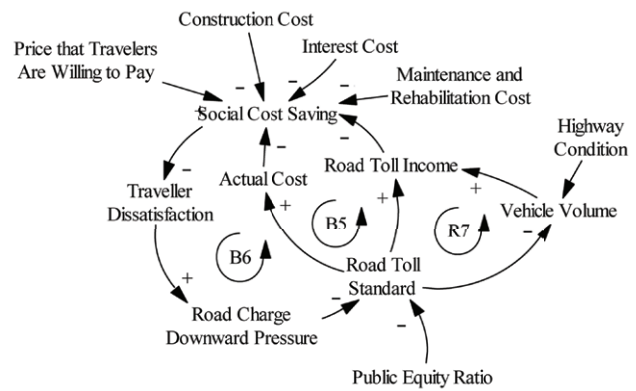 Construction Cost
Price that Travelers
Are Willing to Pay
Interest Cost
Maintenance and
Rehabilitation Cost
Highway
Condition
+
−
−
−
−
Social Cost Saving
−
−
−
Actual Cost
Road Toll Income
Traveller
Dissatisfaction
+
+
+
Vehicle Volume
−
B5
R7
B6
Road Toll
Standard
+
−
Road Charge
Downward Pressure
−
Public Equity Ratio